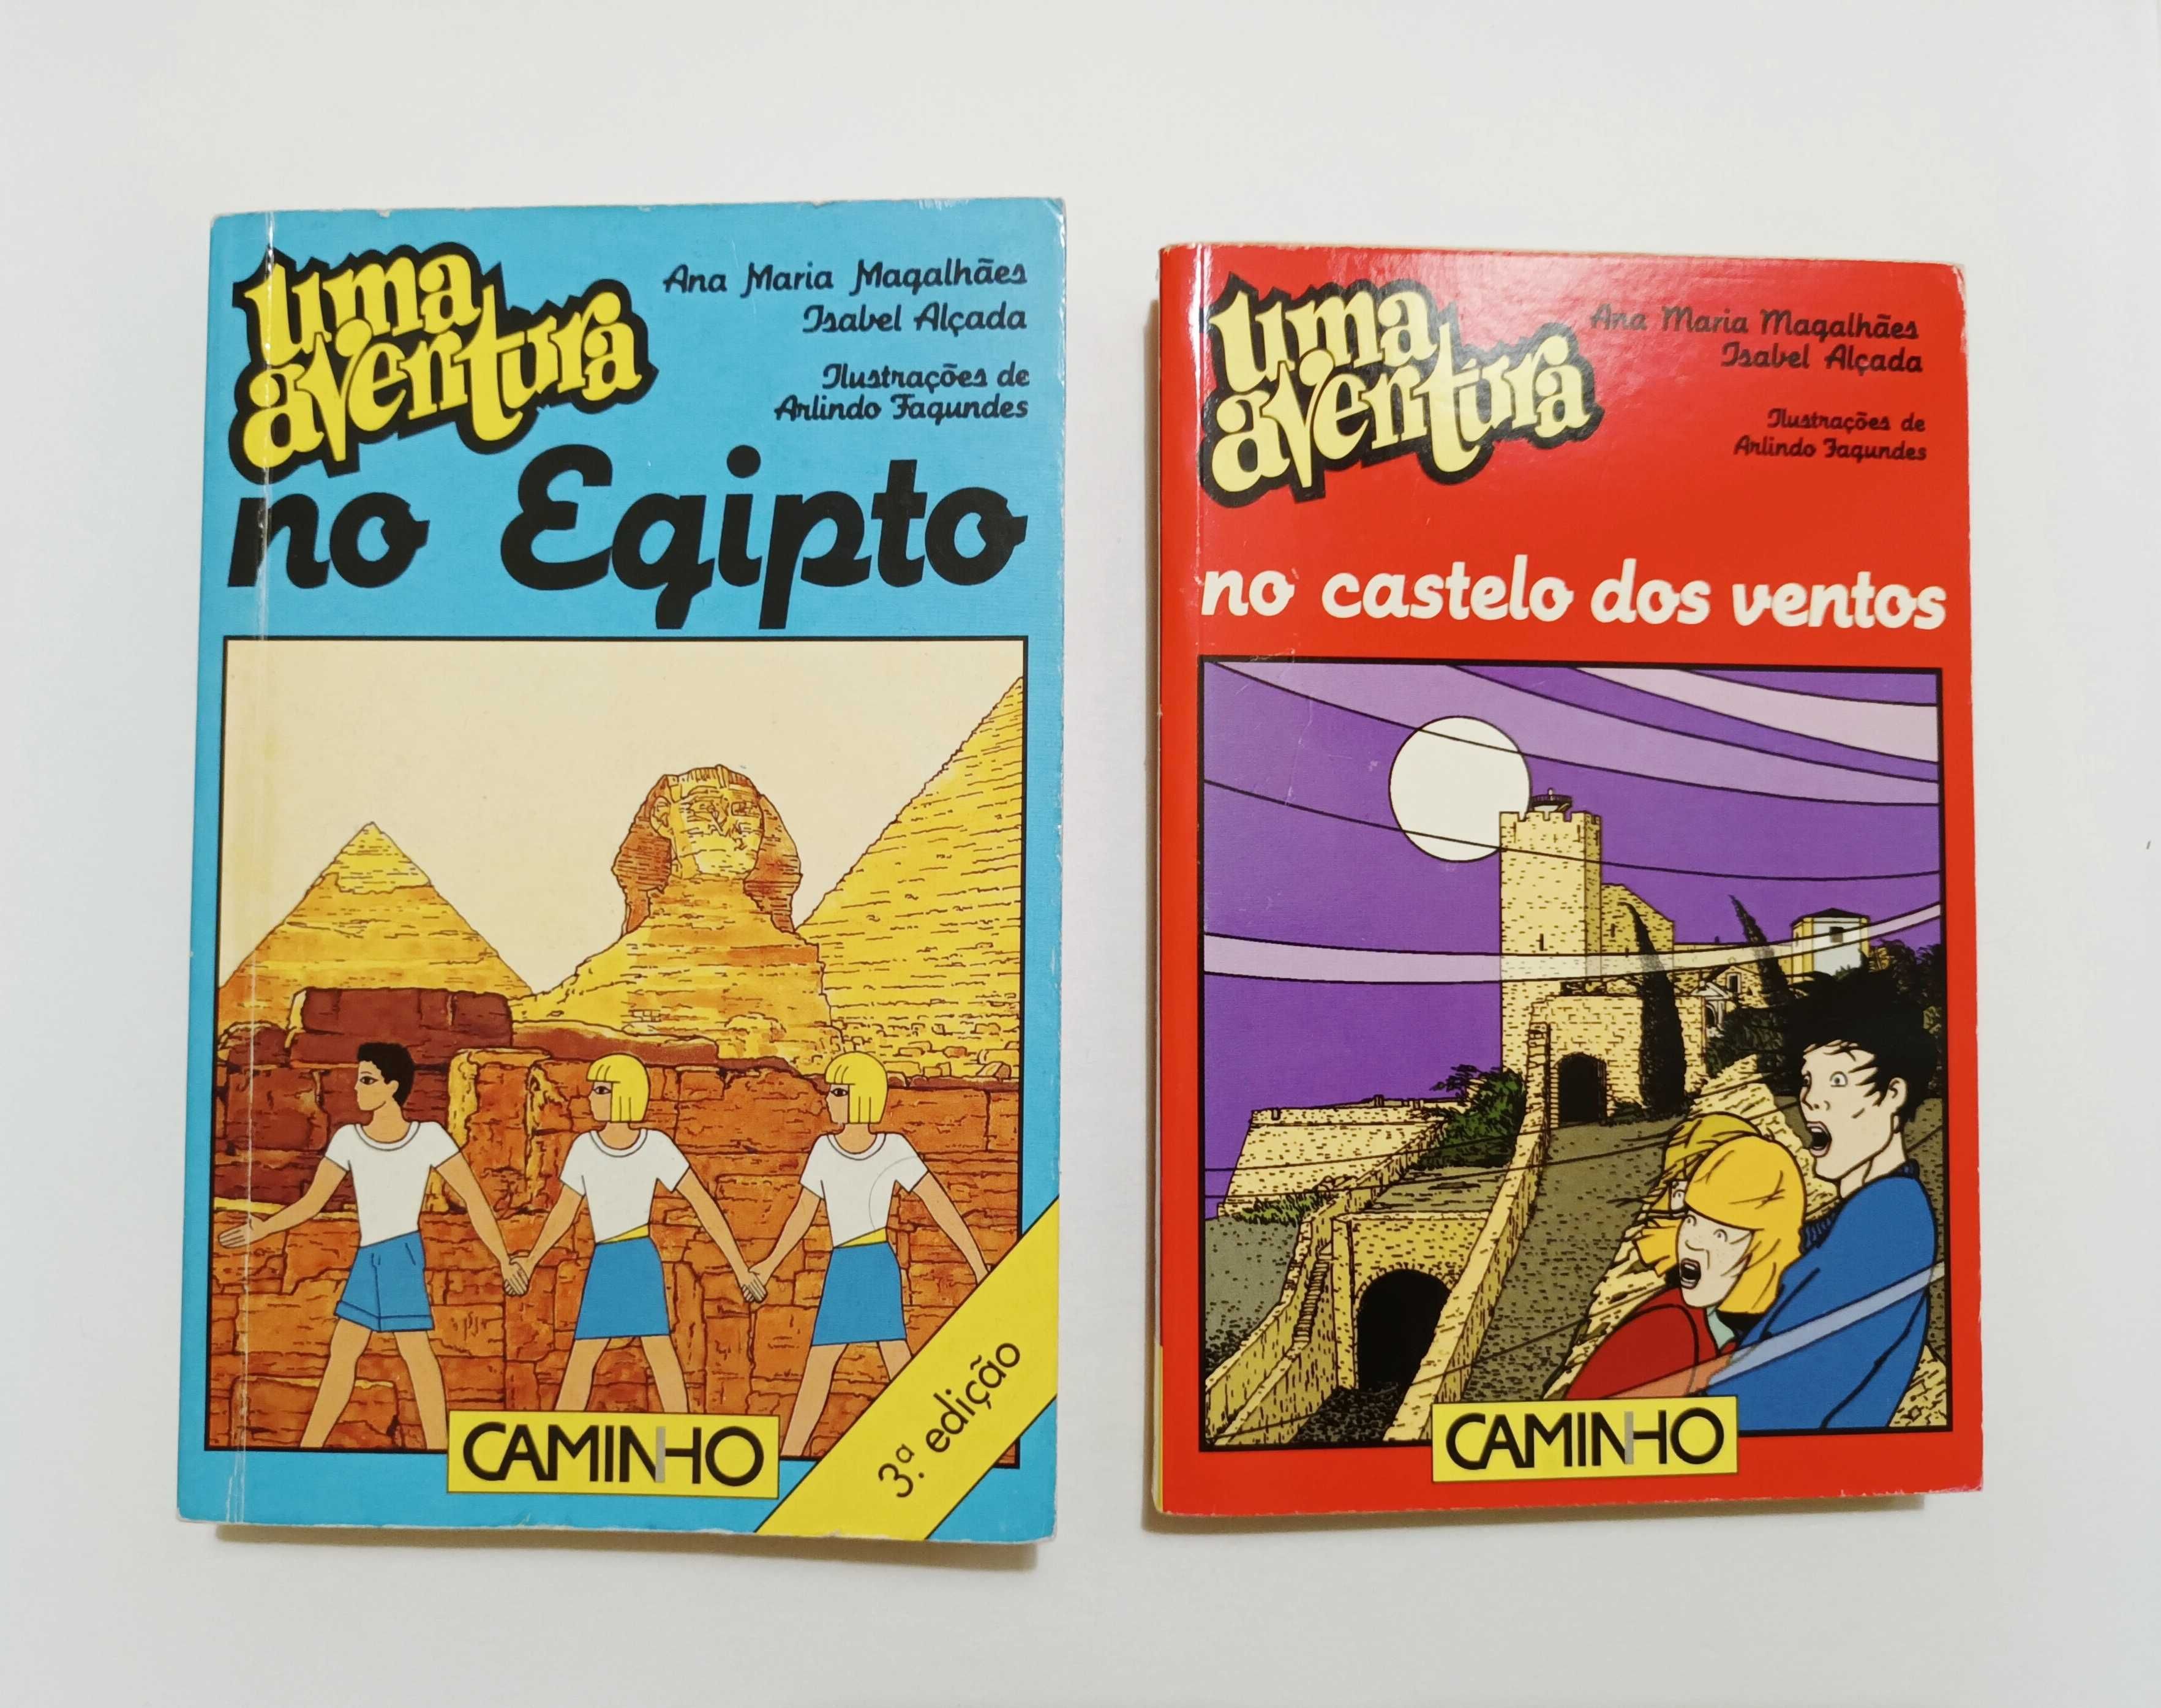 uma
aventura
Ana Maria Magalhães
Isabel Alçada
Ilustrações de
Arlindo Fagundes
no Egipto
CAMINHO
3ª. edição
uma
aventura
Ana Maria Magalhães
Isabel Alçada
Ilustrações de
Arlindo Fagundes
no castelo dos ventos
CAMINHO